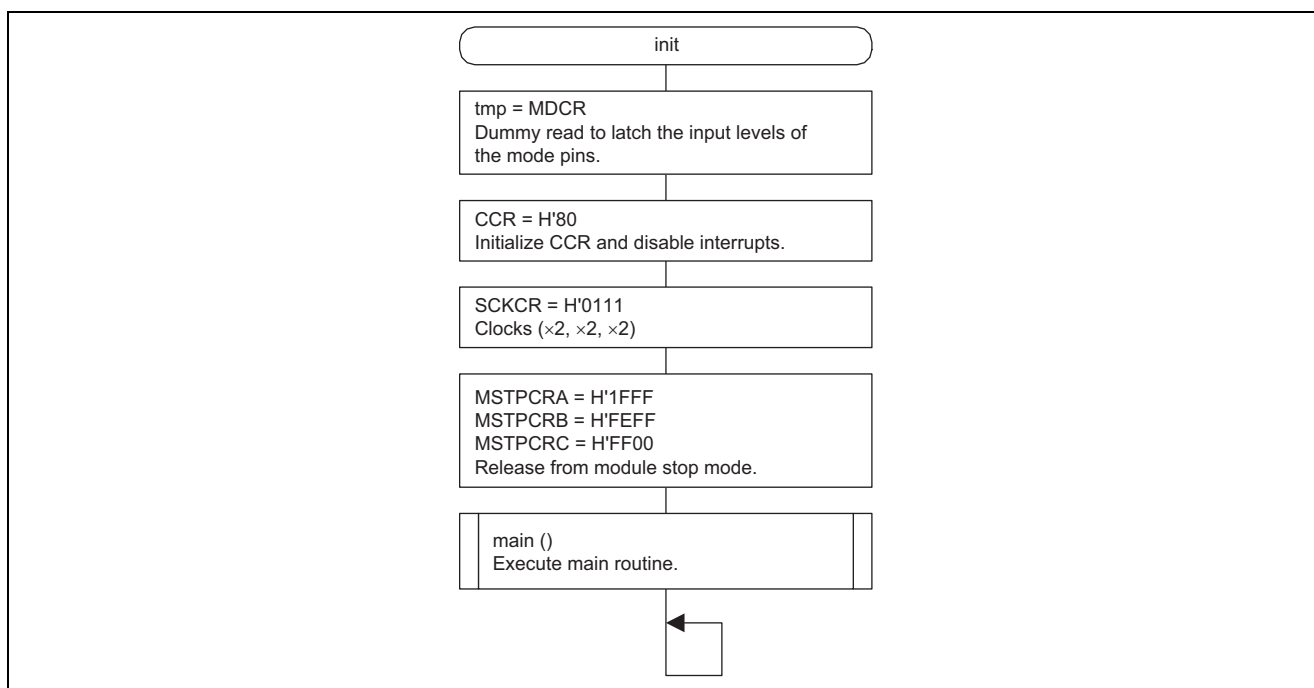 init
tmp = MDCR
Dummy read to latch the input levels of
the mode pins.
CCR = H'80
Initialize CCR and disable interrupts.
SCKCR = H'0111
Clocks (×2, ×2, ×2)
MSTPCRA = H'1FFF
MSTPCRB = H'FEFF
MSTPCRC = H'FF00
Release from module stop mode.
main ()
Execute main routine.